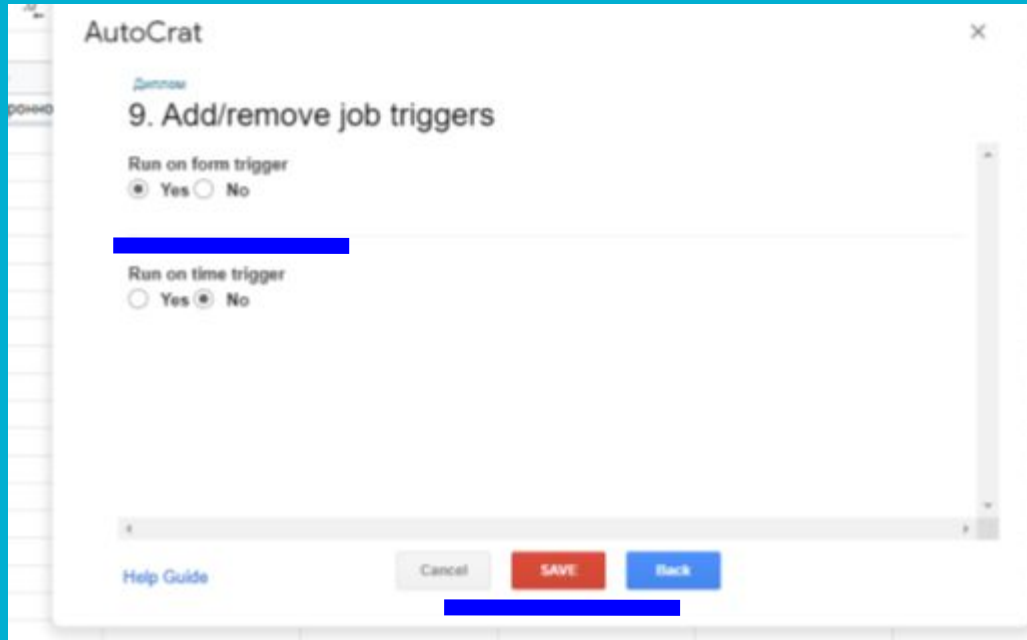 AutoCrat
Диплом
9. Add/remove job triggers
Run on form trigger
Yes No
Run on time trigger
Yes No
Help Guide
Cancel
SAVE
Back